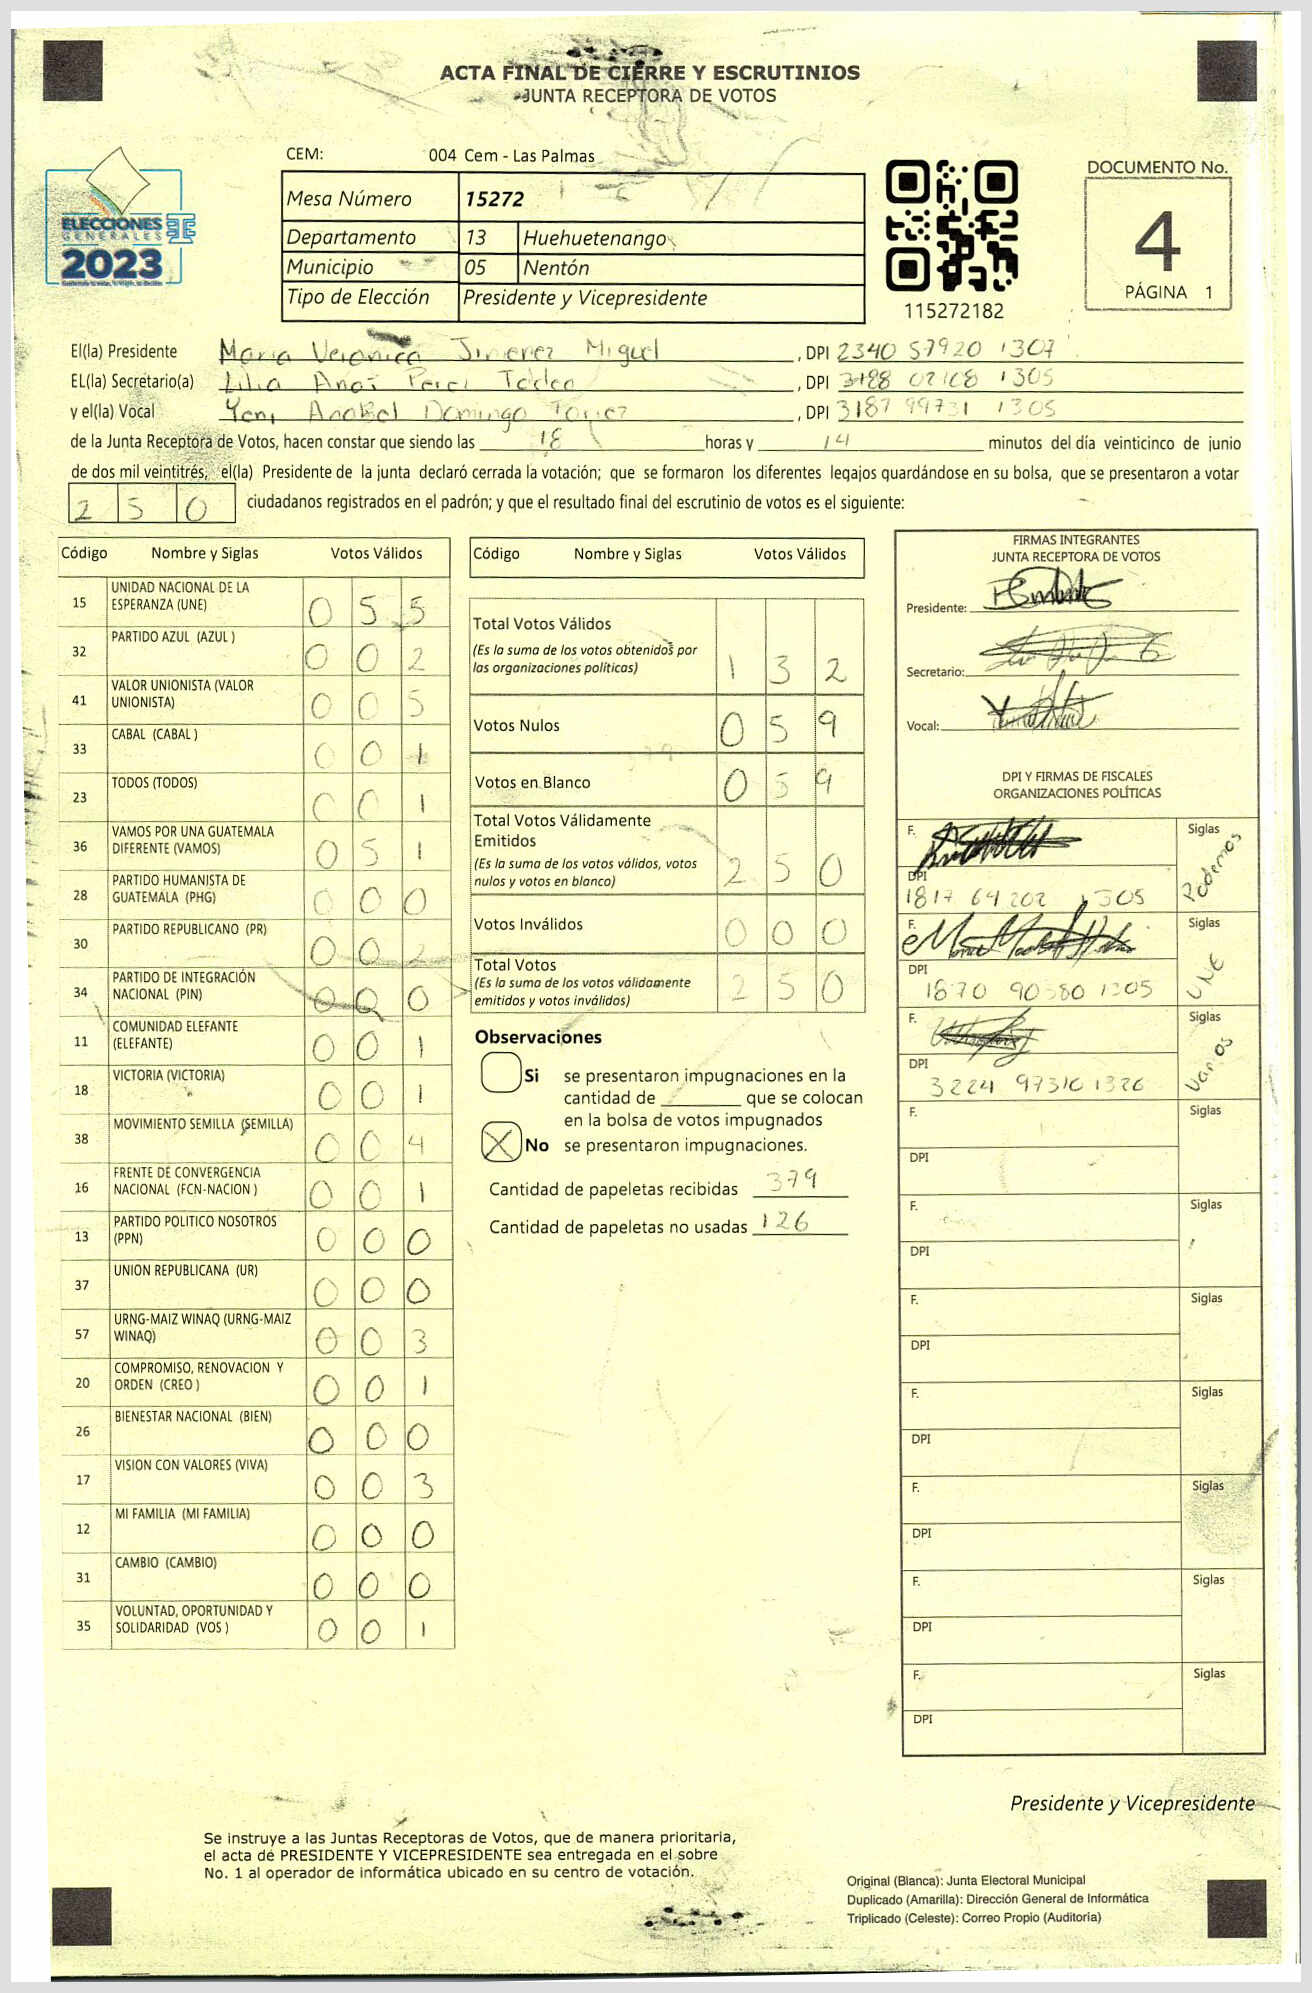 ACTA FINAL DE CIERRE Y ESCRUTINIOS
JUNTA RECEPTORA DE VOTOS
CEM: 004 Cem - Las Palmas
DOCUMENTO No.
4
PÁGINA 1
ELECCIONES
GENERALES
2023
Mesa Número 15272
Departamento 13 Huehuetenango
Municipio 05 Nentón
Tipo de Elección Presidente y Vicepresidente
115272182
El(la) Presidente Maria Veronica Jimenez Miguel , DPI 2340 57920 1307
EL(la) Secretario(a) Lilia , DPI 3188 02168 1305
y el(la) Vocal Yeni Anabel Domingo , DPI 3187 99731 1305
de la Junta Receptora de Votos, hacen constar que siendo las 18 horas y 14 minutos del día veinticinco de junio
de dos mil veintitrés, el(la) Presidente de la junta declaró cerrada la votación; que se formaron los diferentes legajos guardándose en su bolsa, que se presentaron a votar
250 ciudadanos registrados en el padrón; y que el resultado final del escrutinio de votos es el siguiente:
Código Nombre y Siglas Votos Válidos
15 UNIDAD NACIONAL DE LA ESPERANZA (UNE) 0 5 5
32 PARTIDO AZUL (AZUL ) 0 0 2
41 VALOR UNIONISTA (VALOR UNIONISTA) 0 0 5
33 CABAL (CABAL ) 0 0 1
23 TODOS (TODOS) 0 0 1
36 VAMOS POR UNA GUATEMALA DIFERENTE (VAMOS) 0 5 1
28 PARTIDO HUMANISTA DE GUATEMALA (PHG) 0 0 0
30 PARTIDO REPUBLICANO (PR) 0 0 2
34 PARTIDO DE INTEGRACIÓN NACIONAL (PIN) 0 0 0
11 COMUNIDAD ELEFANTE (ELEFANTE) 0 0 1
18 VICTORIA (VICTORIA) 0 0 1
38 MOVIMIENTO SEMILLA (SEMILLA) 0 0 4
16 FRENTE DE CONVERGENCIA NACIONAL (FCN-NACION ) 0 0 1
13 PARTIDO POLITICO NOSOTROS (PPN) 0 0 0
37 UNION REPUBLICANA (UR) 0 0 0
57 URNG-MAIZ WINAQ (URNG-MAIZ WINAQ) 0 0 3
20 COMPROMISO, RENOVACION Y ORDEN (CREO ) 0 0 1
26 BIENESTAR NACIONAL (BIEN) 0 0 0
17 VISION CON VALORES (VIVA) 0 0 3
12 MI FAMILIA (MI FAMILIA) 0 0 0
31 CAMBIO (CAMBIO) 0 0 0
35 VOLUNTAD, OPORTUNIDAD Y SOLIDARIDAD (VOS ) 0 0 1
Código Nombre y Siglas Votos Válidos
Total Votos Válidos
(Es la suma de los votos obtenidos por
las organizaciones políticas) 1 3 2
Votos Nulos 0 5 9
Votos en Blanco 0 5 9
Total Votos Válidamente
Emitidos
(Es la suma de los votos válidos, votos
nulos y votos en blanco) 2 5 0
Votos Inválidos 0 0 0
Total Votos
(Es la suma de los votos válidamente
emitidos y votos inválidos) 2 5 0
Observaciones
Si se presentaron impugnaciones en la
cantidad de ________ que se colocan
en la bolsa de votos impugnados
X No se presentaron impugnaciones.
Cantidad de papeletas recibidas 379
Cantidad de papeletas no usadas 126
FIRMAS INTEGRANTES
JUNTA RECEPTORA DE VOTOS
Presidente:
Secretario:
Vocal:
DPI Y FIRMAS DE FISCALES
ORGANIZACIONES POLÍTICAS
F. Siglas Podemos
DPI
1817 64202 1305
F. Siglas UNE
DPI
1870 90380 1305
F. Siglas Vamos
DPI
3224 97310 1326
F. Siglas
DPI
F. Siglas
DPI
F. Siglas
DPI
F. Siglas
DPI
F. Siglas
DPI
F. Siglas
DPI
F. Siglas
DPI
Presidente y Vicepresidente
Se instruye a las Juntas Receptoras de Votos, que de manera prioritaria,
el acta de PRESIDENTE Y VICEPRESIDENTE sea entregada en el sobre
No. 1 al operador de informática ubicado en su centro de votación.
Original (Blanca): Junta Electoral Municipal
Duplicado (Amarilla): Dirección General de Informática
Triplicado (Celeste): Correo Propio (Auditoria)